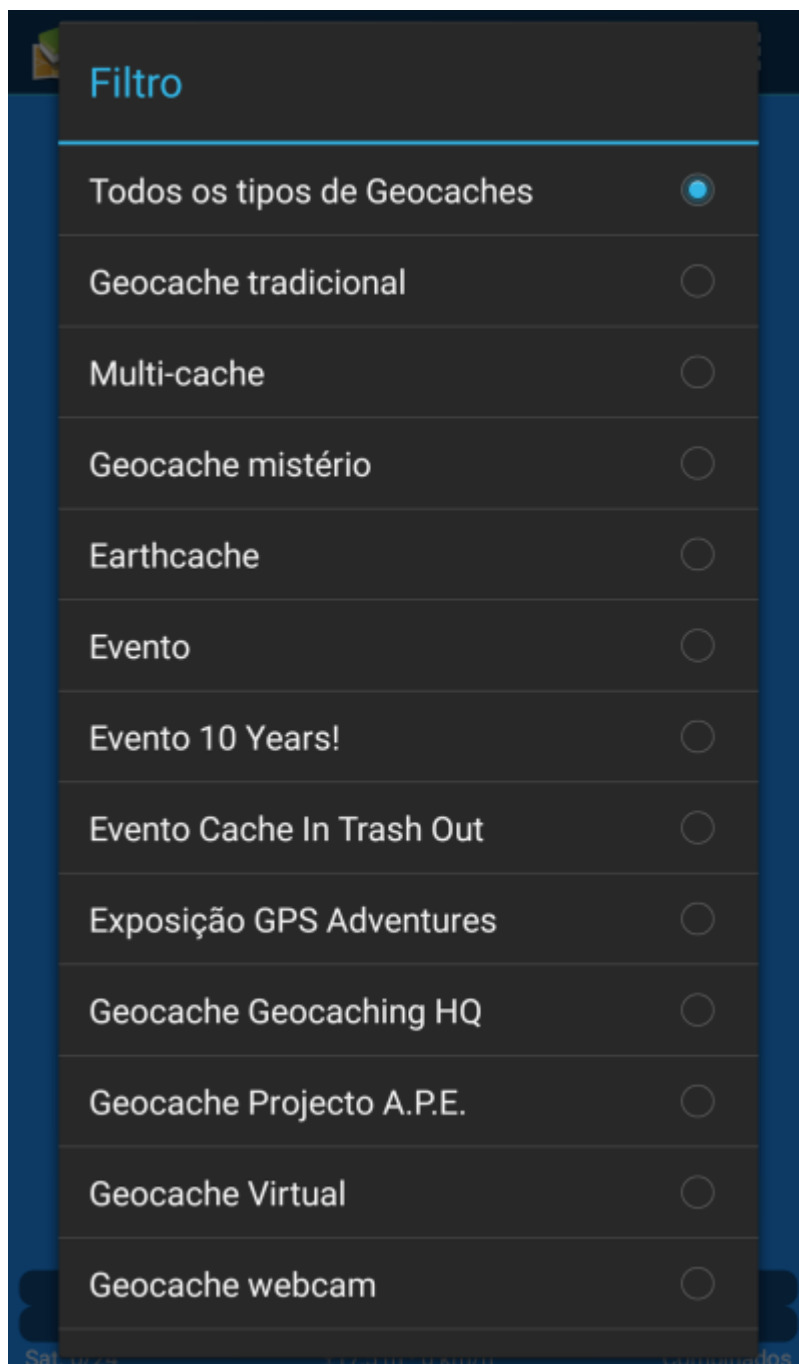 Filtro
Todos os tipos de Geocaches
Geocache tradicional
Multi-cache
Geocache mistério
Earthcache
Evento
Evento 10 Years!
Evento Cache In Trash Out
Exposição GPS Adventures
Geocache Geocaching HQ
Geocache Projecto A.P.E.
Geocache Virtual
Geocache webcam